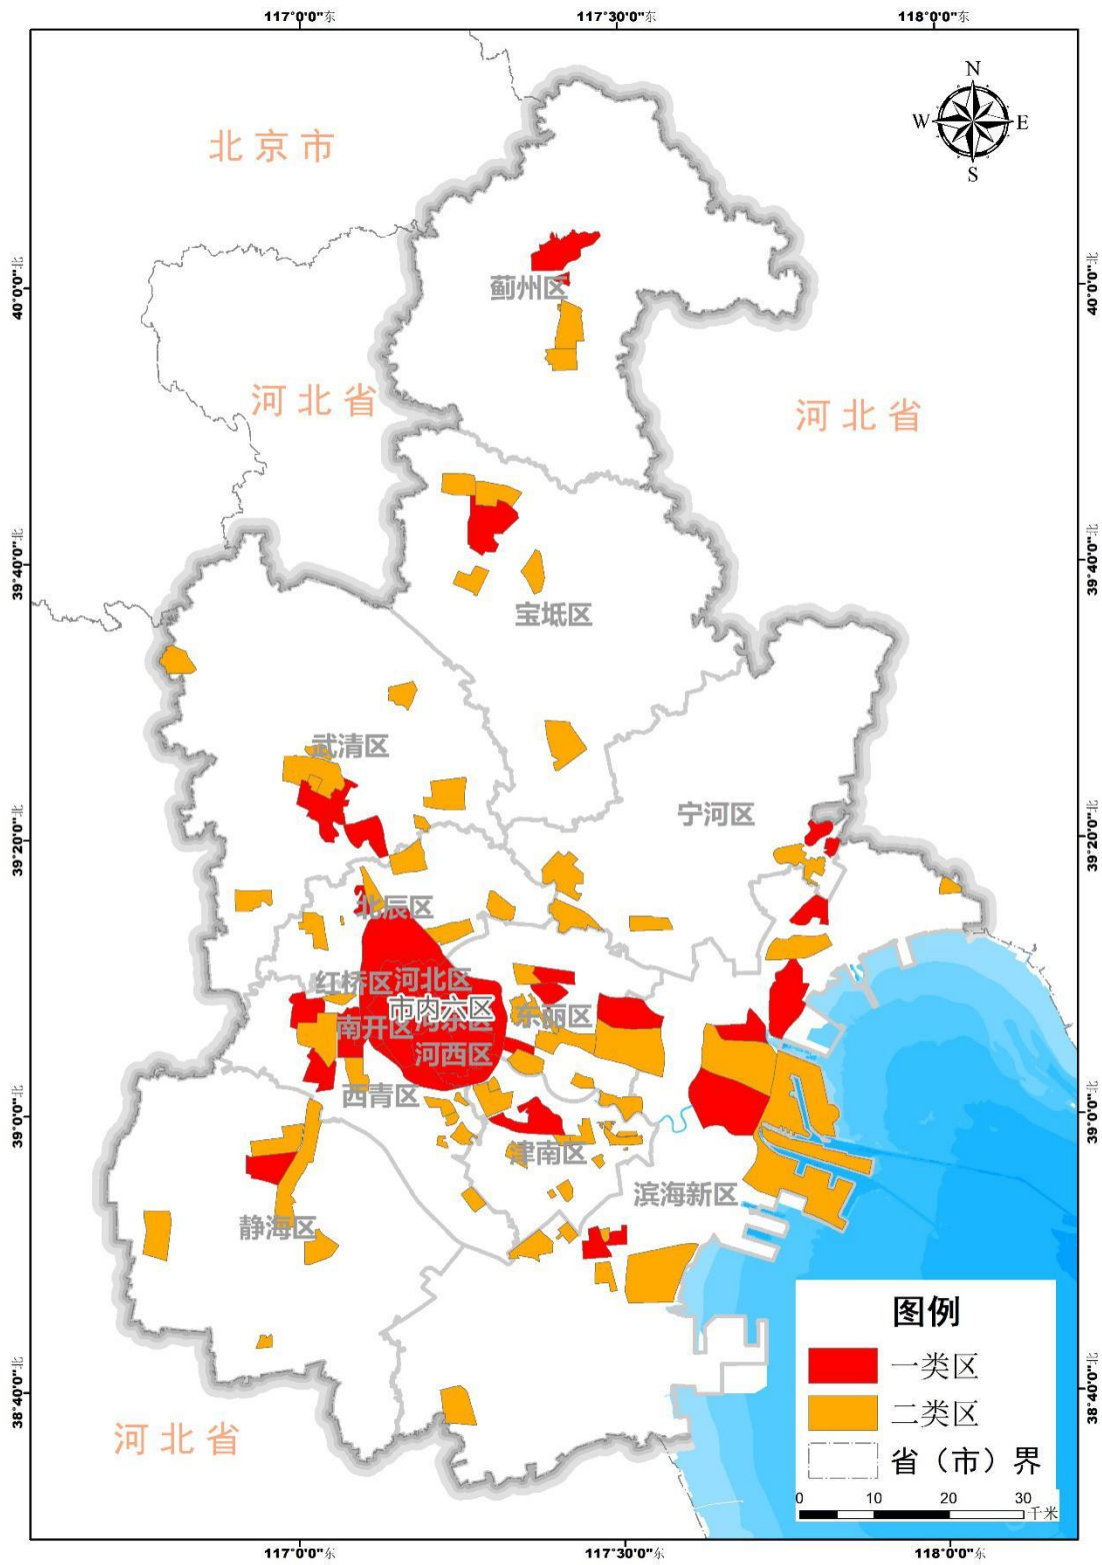 117°0'0"东
117°30'0"东
118°0'0"东
N
W
E
S
北京市
40°0'0"北
40°0'0"北
蓟州区
河北省
河北省
39°40'0"北
39°40'0"北
宝坻区
武清区
宁河区
39°20'0"北
39°20'0"北
北辰区
红桥区
河北区
市内六区
南开区
河东区
东丽区
河西区
西青区
39°0'0"北
39°0'0"北
津南区
滨海新区
静海区
图例
一类区
38°40'0"北
38°40'0"北
二类区
河北省
省（市）界
0
10
20
30
千米
117°0'0"东
117°30'0"东
118°0'0"东